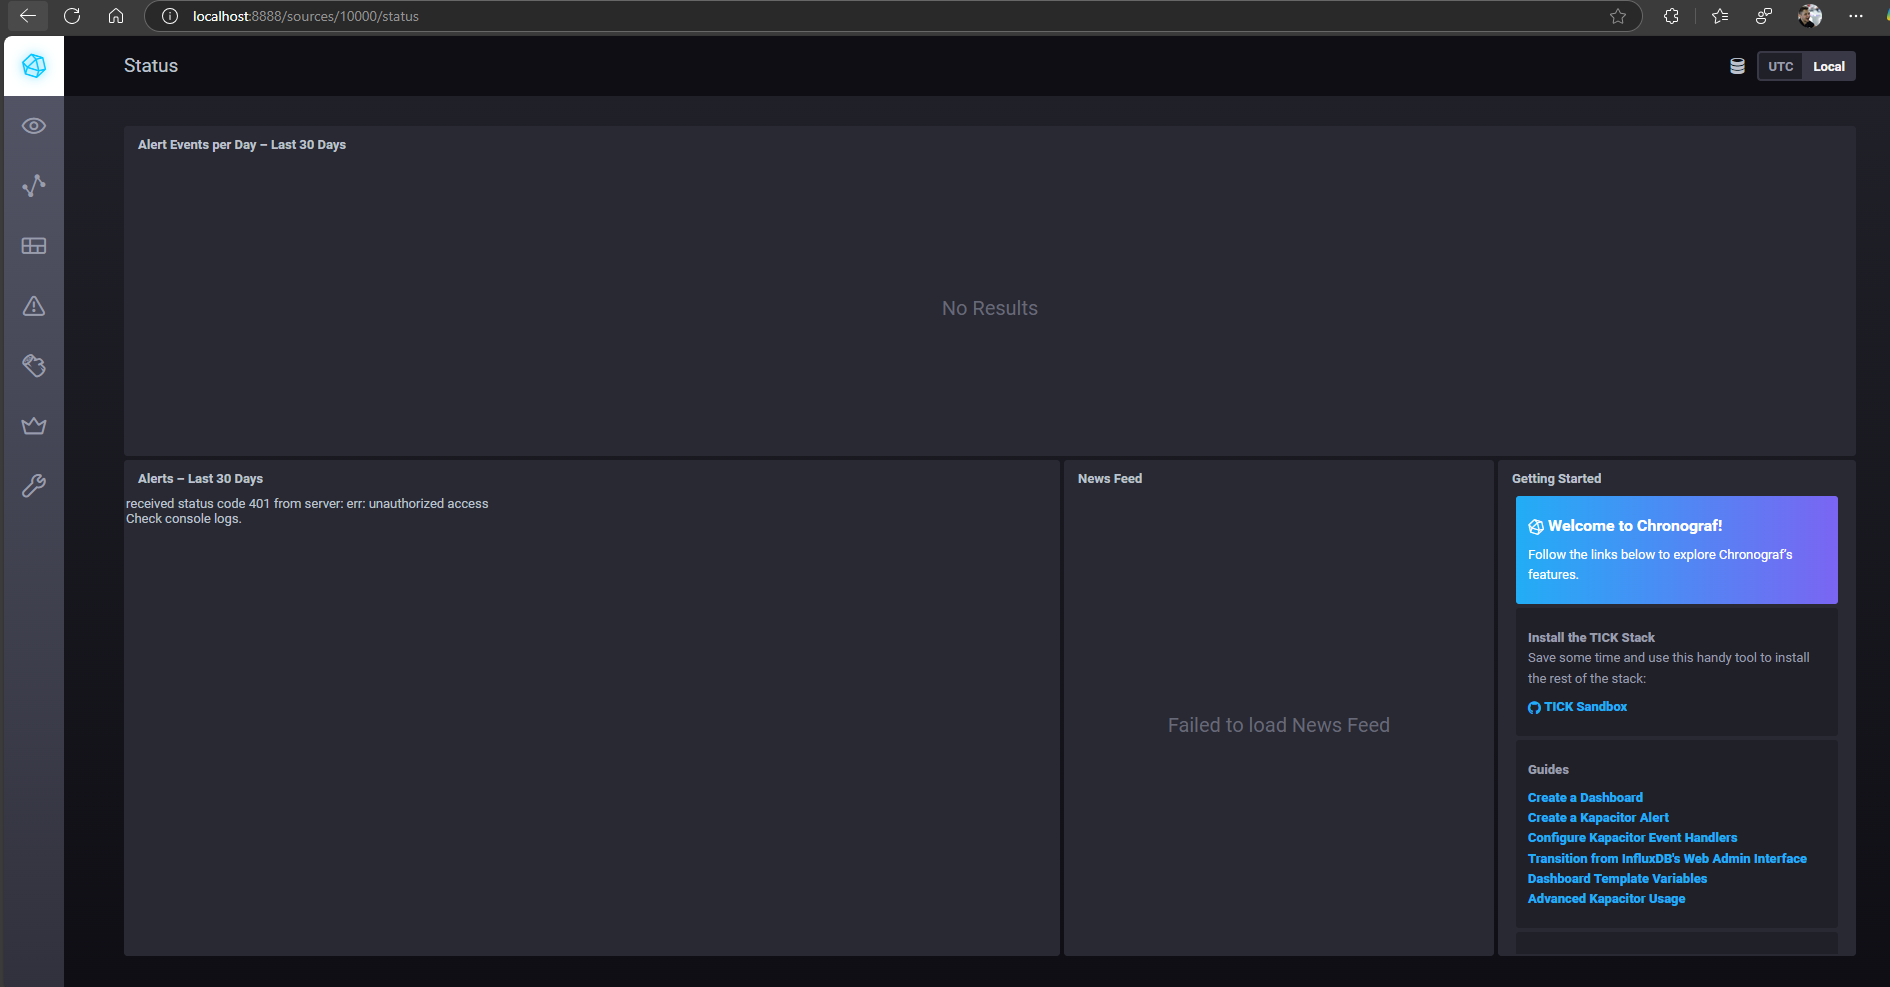 localhost:8888/sources/10000/status
Status
UTC
Local
Alert Events per Day – Last 30 Days
No Results
Alerts – Last 30 Days
received status code 401 from server: err: unauthorized access
Check console logs.
News Feed
Failed to load News Feed
Getting Started
Welcome to Chronograf!
Follow the links below to explore Chronograf's
features.
Install the TICK Stack
Save some time and use this handy tool to install
the rest of the stack:
TICK Sandbox
Guides
Create a Dashboard
Create a Kapacitor Alert
Configure Kapacitor Event Handlers
Transition from InfluxDB's Web Admin Interface
Dashboard Template Variables
Advanced Kapacitor Usage